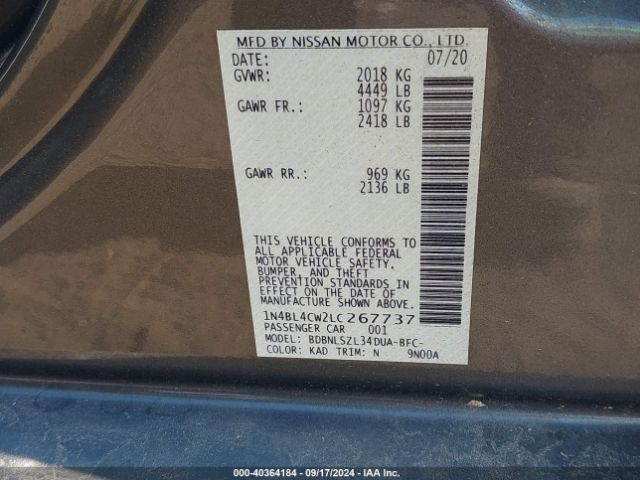 MFD BY NISSAN MOTOR CO., LTD.
DATE: 07/20
GVWR: 2018 KG
4449 LB
GAWR FR.: 1097 KG
2418 LB
GAWR RR.: 969 KG
2136 LB
THIS VEHICLE CONFORMS TO
ALL APPLICABLE FEDERAL
MOTOR VEHICLE SAFETY,
BUMPER, AND THEFT
PREVENTION STANDARDS IN
EFFECT ON THE DATE OF
MANUFACTURE SHOWN ABOVE.
1N4BL4CW2LC267737
PASSENGER CAR 001
MODEL: BDBNLSZL34DUA-BFC-
COLOR: KAD TRIM: N 9N00A
000-40364184 - 09/17/2024 - IAA Inc.